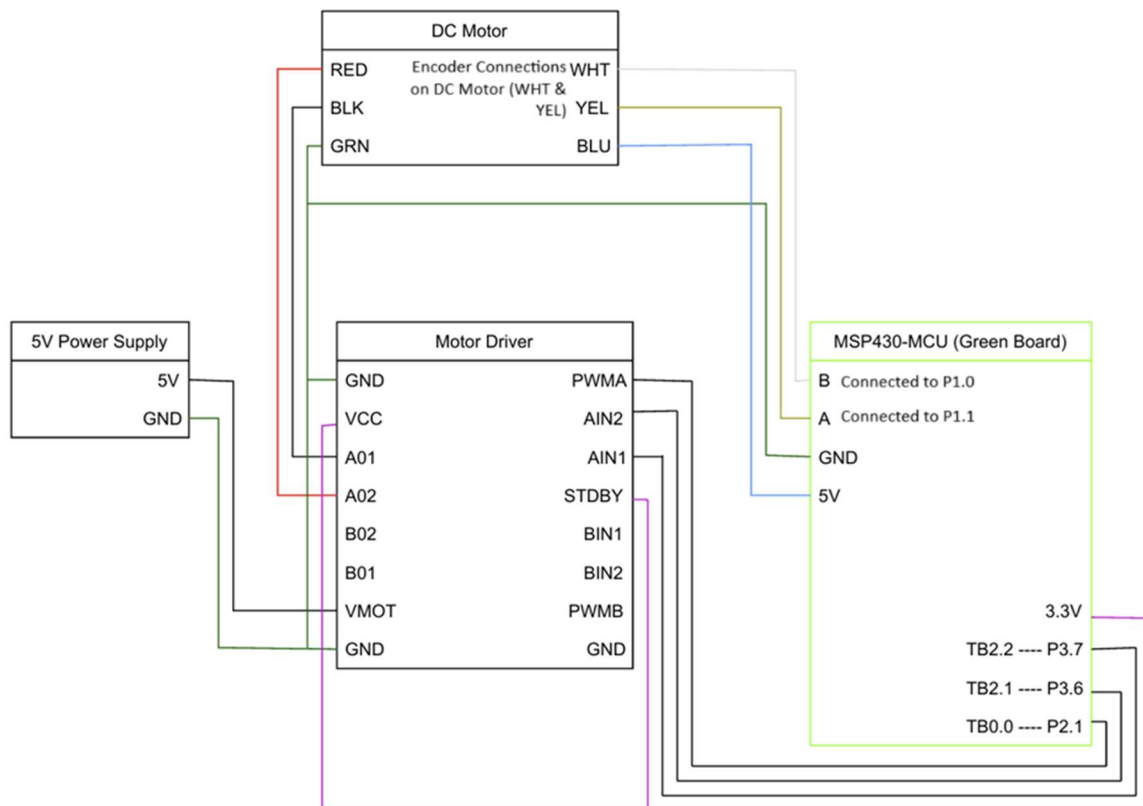 DC Motor
RED
BLK
GRN
Encoder Connections
on DC Motor (WHT &
YEL)
WHT
YEL
BLU
5V Power Supply
5V
GND
Motor Driver
GND
VCC
A01
A02
B02
B01
VMOT
GND
PWMA
AIN2
AIN1
STDBY
BIN1
BIN2
PWMB
GND
MSP430-MCU (Green Board)
B Connected to P1.0
A Connected to P1.1
GND
5V
3.3V
TB2.2 ---- P3.7
TB2.1 ---- P3.6
TB0.0 ---- P2.1